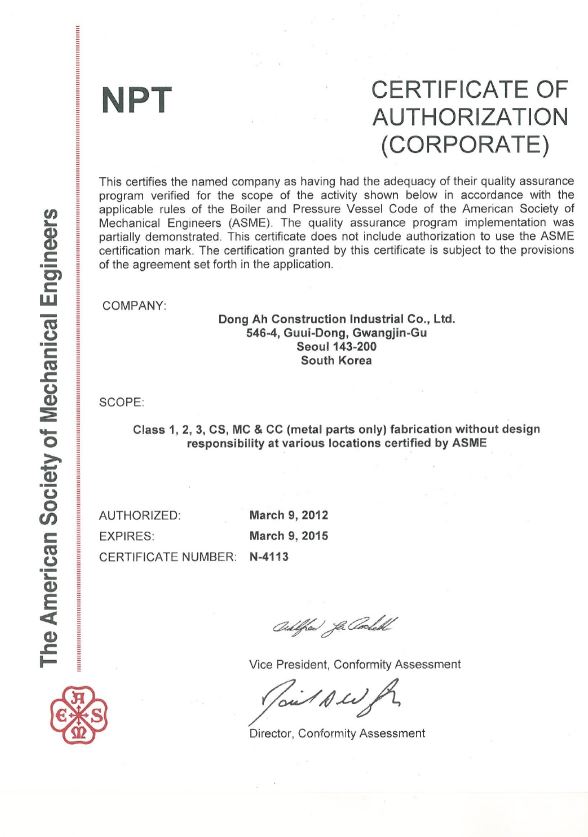 NPT
CERTIFICATE OF
AUTHORIZATION
(CORPORATE)
This certifies the named company as having had the adequacy of their quality assurance
program verified for the scope of the activity shown below in accordance with the
applicable rules of the Boiler and Pressure Vessel Code of the American Society of
Mechanical Engineers (ASME). The quality assurance program implementation was
partially demonstrated. This certificate does not include authorization to use the ASME
certification mark. The certification granted by this certificate is subject to the provisions
of the agreement set forth in the application.
COMPANY:
Dong Ah Construction Industrial Co., Ltd.
546-4, Guui-Dong, Gwangjin-Gu
Seoul 143-200
South Korea
SCOPE:
Class 1, 2, 3, CS, MC & CC (metal parts only) fabrication without design
responsibility at various locations certified by ASME
AUTHORIZED: March 9, 2012
EXPIRES: March 9, 2015
CERTIFICATE NUMBER: N-4113
Vice President, Conformity Assessment
Director, Conformity Assessment
The American Society of Mechanical Engineers
ASME